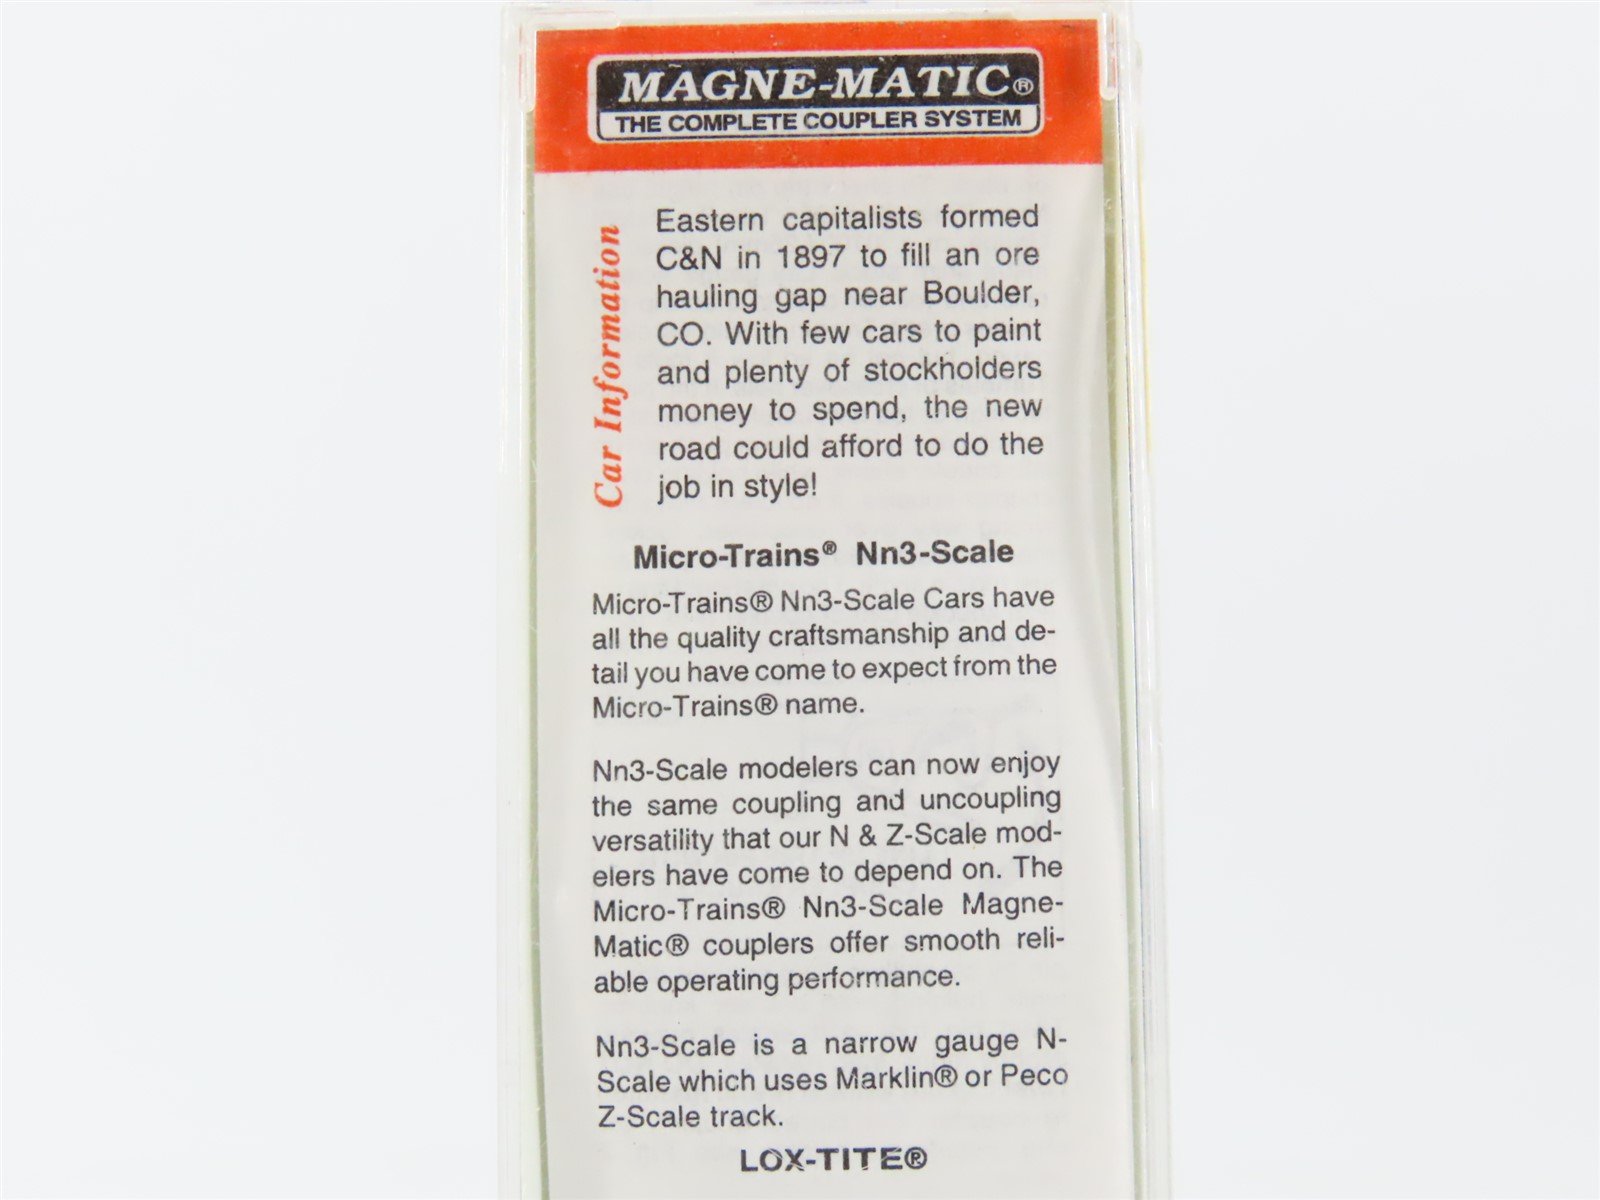 MAGNE-MATIC®
THE COMPLETE COUPLER SYSTEM
Car Information
Eastern capitalists formed
C&N in 1897 to fill an ore
hauling gap near Boulder,
CO. With few cars to paint
and plenty of stockholders
money to spend, the new
road could afford to do the
job in style!
Micro-Trains® Nn3-Scale
Micro-Trains® Nn3-Scale Cars have
all the quality craftsmanship and de-
tail you have come to expect from the
Micro-Trains® name.
Nn3-Scale modelers can now enjoy
the same coupling and uncoupling
versatility that our N & Z-Scale mod-
elers have come to depend on. The
Micro-Trains® Nn3-Scale Magne-
Matic® couplers offer smooth reli-
able operating performance.
Nn3-Scale is a narrow gauge N-
Scale which uses Marklin® or Peco
Z-Scale track.
LOX-TITE®